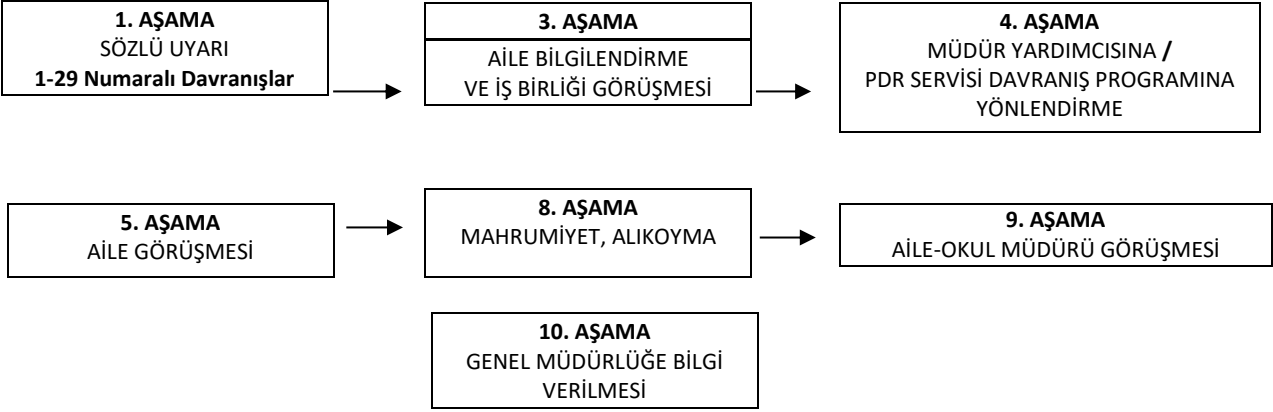 1. AŞAMA
SÖZLÜ UYARI
1-29 Numaralı Davranışlar
3. AŞAMA
AİLE BİLGİLENDİRME
VE İŞ BİRLİĞİ GÖRÜŞMESİ
4. AŞAMA
MÜDÜR YARDIMCISINA /
PDR SERVİSİ DAVRANIŞ PROGRAMINA
YÖNLENDİRME
5. AŞAMA
AİLE GÖRÜŞMESİ
8. AŞAMA
MAHRUMİYET, ALIKOYMA
9. AŞAMA
AİLE-OKUL MÜDÜRÜ GÖRÜŞMESİ
10. AŞAMA
GENEL MÜDÜRLÜĞE BİLGİ
VERİLMESİ